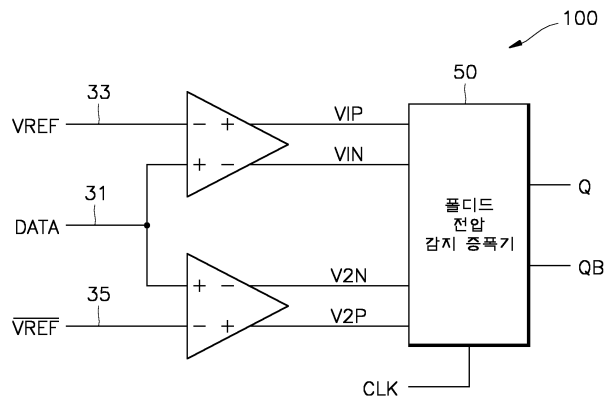 100
50
33
VREF
− +
VIP
+ −
VIN
31
DATA
폴디드
전압
감지 증폭기
Q
QB
+ −
V2N
35
V̅R̅E̅F̅
− +
V2P
CLK